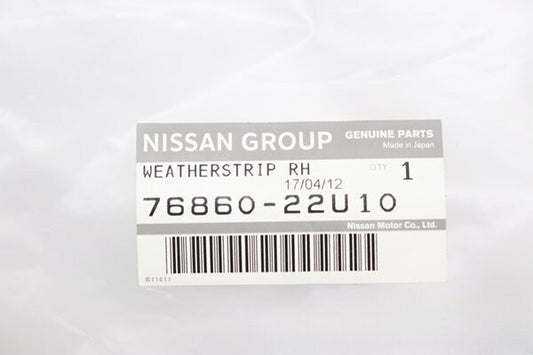 NISSAN GROUP GENUINE PARTS
Made in Japan
WEATHERSTRIP RH QTY 1
17/04/12
76860-22U10
Nissan Motor Co., Ltd.
B11611